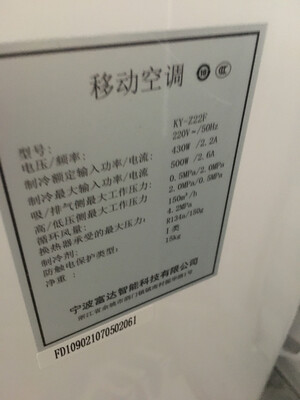 移动空调
型号: KY-Z22F
电压/频率: 220V~/50Hz
制冷额定输入功率/电流 430W/2.2A
制冷最大输入功率/电流: 500W/2.6A
吸/排气侧最大工作压力 0.5MPa/2.0MPa
高/低压侧最大工作压力: 2.0MPa/0.5MPa
循环风量: 150m³/h
换热器承受的最大压力: 4.2MPa
制冷剂: R134a/150g
防触电保护类型: I类
净重: 15kg
宁波富达智能科技有限公司
FD1090210705020​61